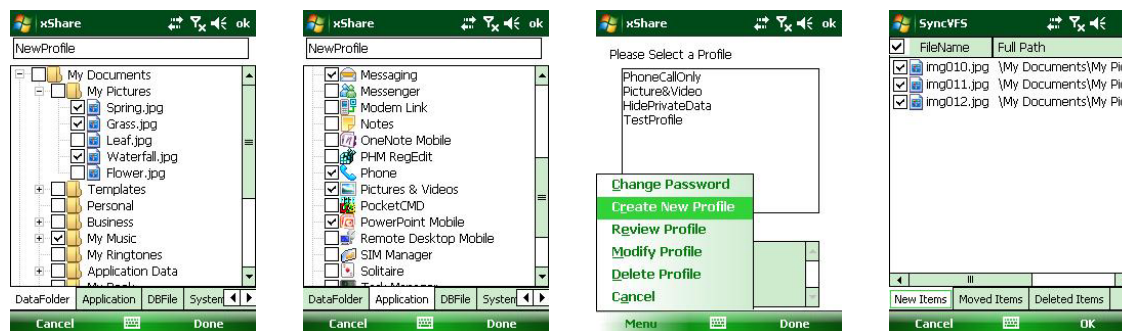 xShare ok
NewProfile
My Documents
My Pictures
Spring.jpg
Grass.jpg
Leaf.jpg
Waterfall.jpg
Flower.jpg
Templates
Personal
Business
My Music
My Ringtones
Application Data
DataFolder Application DBFile System
Cancel Done
xShare ok
NewProfile
Messaging
Messenger
Modem Link
Notes
OneNote Mobile
PHM RegEdit
Phone
Pictures & Videos
PocketCMD
PowerPoint Mobile
Remote Desktop Mobile
SIM Manager
Solitaire
Task Manager
DataFolder Application DBFile System
Cancel Done
xShare ok
Please Select a Profile
PhoneCallOnly
Picture&Video
HidePrivateData
TestProfile
Change Password
Create New Profile
Review Profile
Modify Profile
Delete Profile
Cancel
Menu Done
SyncVFS
FileName Full Path
img010.jpg \My Documents\My Pi
img011.jpg \My Documents\My Pi
img012.jpg \My Documents\My Pi
New Items Moved Items Deleted Items
Cancel OK